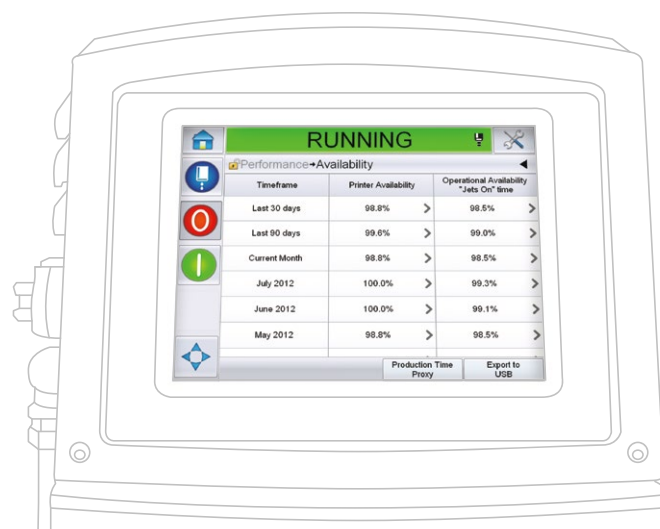 RUNNING
Performance→Availability
Timeframe Printer Availability Operational Availability
"Jets On" time
Last 30 days 98.8% 98.5%
Last 90 days 99.6% 99.0%
Current Month 98.8% 98.5%
July 2012 100.0% 99.3%
June 2012 100.0% 99.1%
May 2012 98.8% 98.5%
Production Time
Proxy
Export to
USB